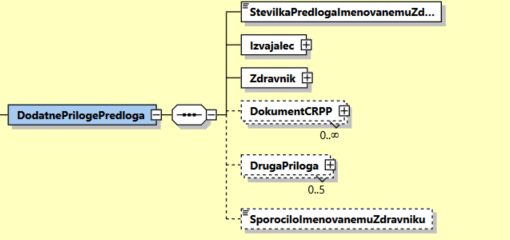 StevilkaPredlogaImenovanemuZd...
Izvajalec
Zdravnik
DodatnePrilogePredloga
DokumentCRPP
0..∞
DrugaPriloga
0..5
SporociloImenovanemuZdravniku